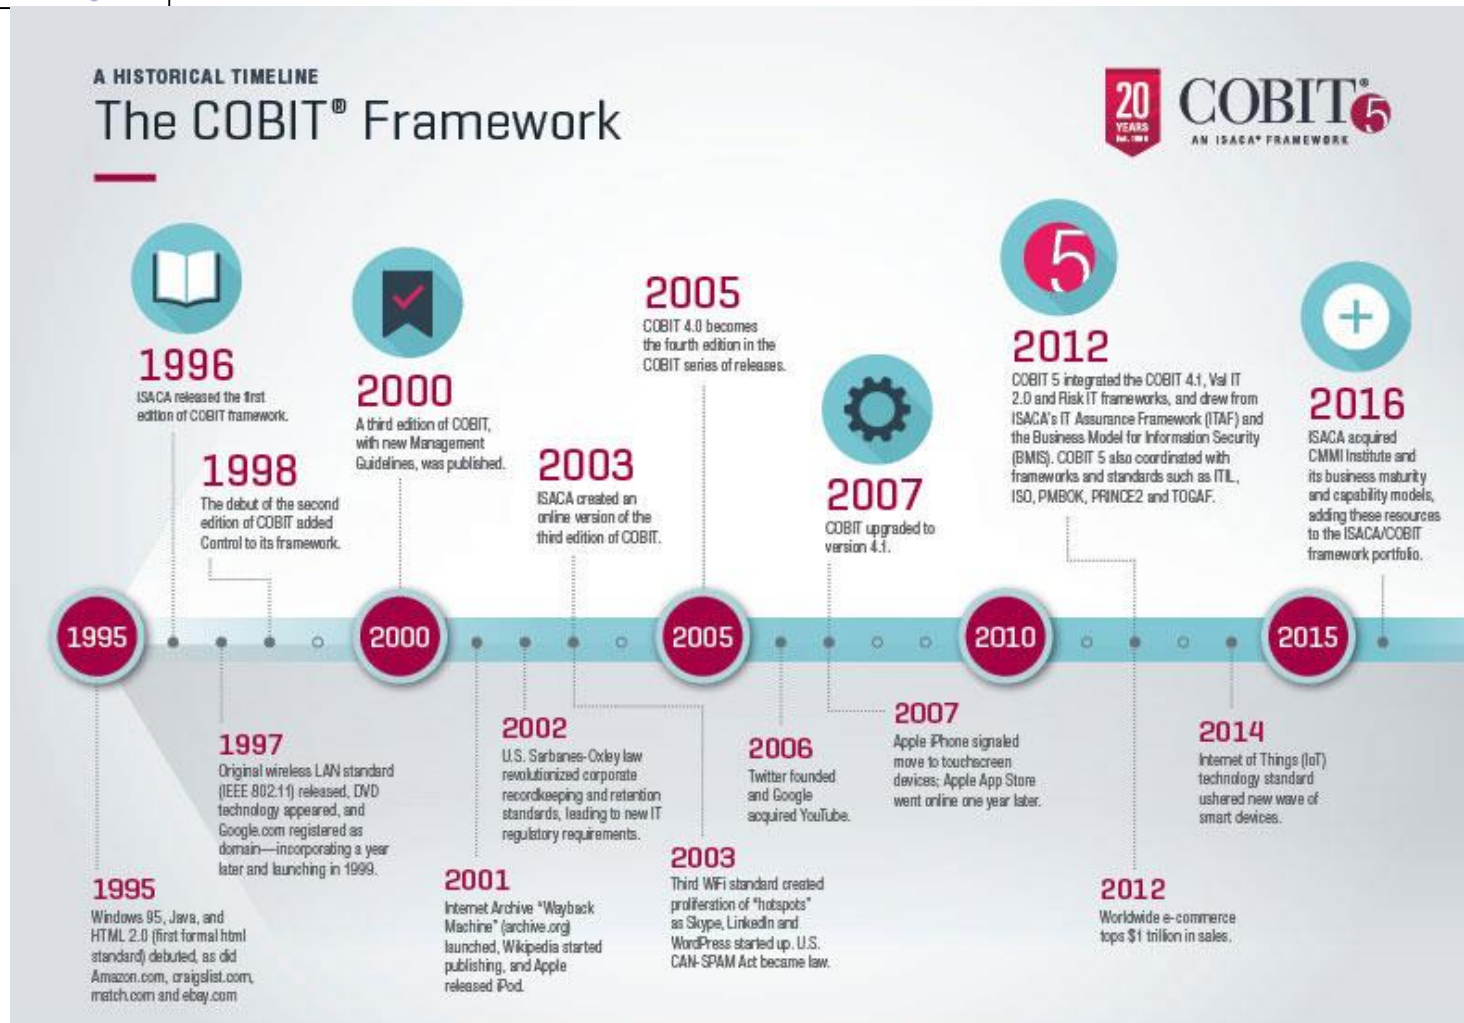 A HISTORICAL TIMELINE
The COBIT® Framework
20
YEARS
COBIT® 5
AN ISACA® FRAMEWORK
1996
ISACA released the first
edition of COBIT framework.
1998
The debut of the second
edition of COBIT added
Control to its framework.
2000
A third edition of COBIT,
with new Management
Guidelines, was published.
2003
ISACA created an
online version of the
third edition of COBIT.
2005
COBIT 4.0 becomes
the fourth edition in the
COBIT series of releases.
2007
COBIT upgraded to
version 4.1.
5
2012
COBIT 5 integrated the COBIT 4.1, Val IT
2.0 and Risk IT frameworks, and drew from
ISACA's IT Assurance Framework (ITAF) and
the Business Model for Information Security
(BMIS). COBIT 5 also coordinated with
frameworks and standards such as ITIL,
ISO, PMBOK, PRINCE2 and TOGAF.
2016
ISACA acquired
CMMI Institute and
its business maturity
and capability models,
adding these resources
to the ISACA/COBIT
framework portfolio.
1995
2000
2005
2010
2015
1995
Windows 95, Java, and
HTML 2.0 (first formal html
standard) debuted, as did
Amazon.com, craigslist.com,
match.com and ebay.com
1997
Original wireless LAN standard
(IEEE 802.11) released, DVD
technology appeared, and
Google.com registered as
domain—incorporating a year
later and launching in 1999.
2001
Internet Archive "Wayback
Machine" (archive.org)
launched, Wikipedia started
publishing, and Apple
released iPod.
2002
U.S. Sarbanes-Oxley law
revolutionized corporate
recordkeeping and retention
standards, leading to new IT
regulatory requirements.
2003
Third WiFi standard created
proliferation of "hotspots"
as Skype, LinkedIn and
WordPress started up. U.S.
CAN-SPAM Act became law.
2006
Twitter founded
and Google
acquired YouTube.
2007
Apple iPhone signaled
move to touchscreen
devices; Apple App Store
went online one year later.
2012
Worldwide e-commerce
tops $1 trillion in sales.
2014
Internet of Things (IoT)
technology standard
ushered new wave of
smart devices.